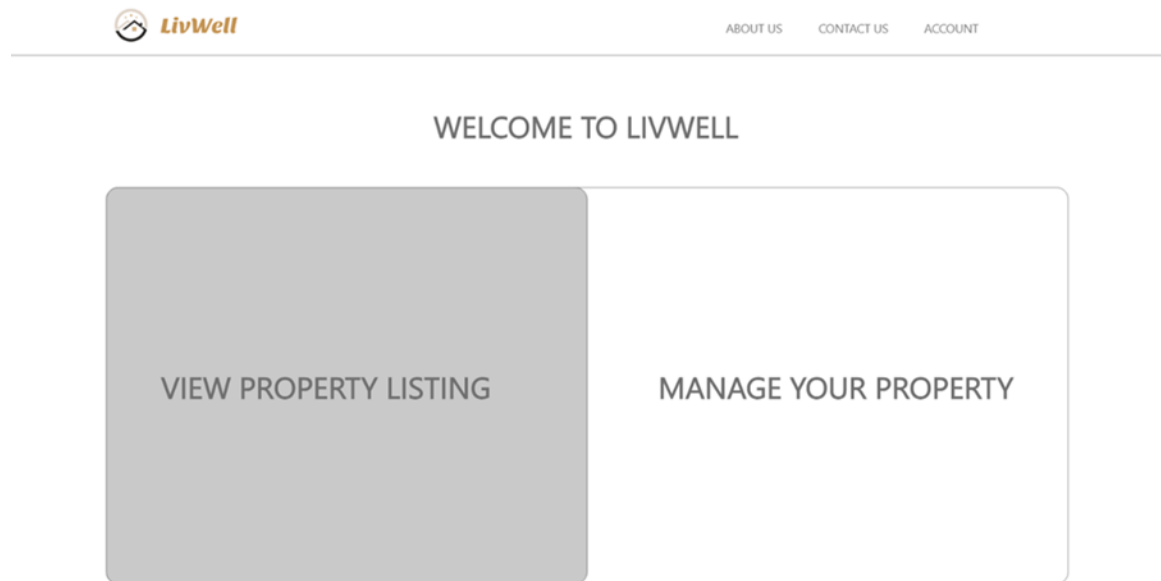 LivWell
ABOUT US CONTACT US ACCOUNT
WELCOME TO LIVWELL
VIEW PROPERTY LISTING
MANAGE YOUR PROPERTY